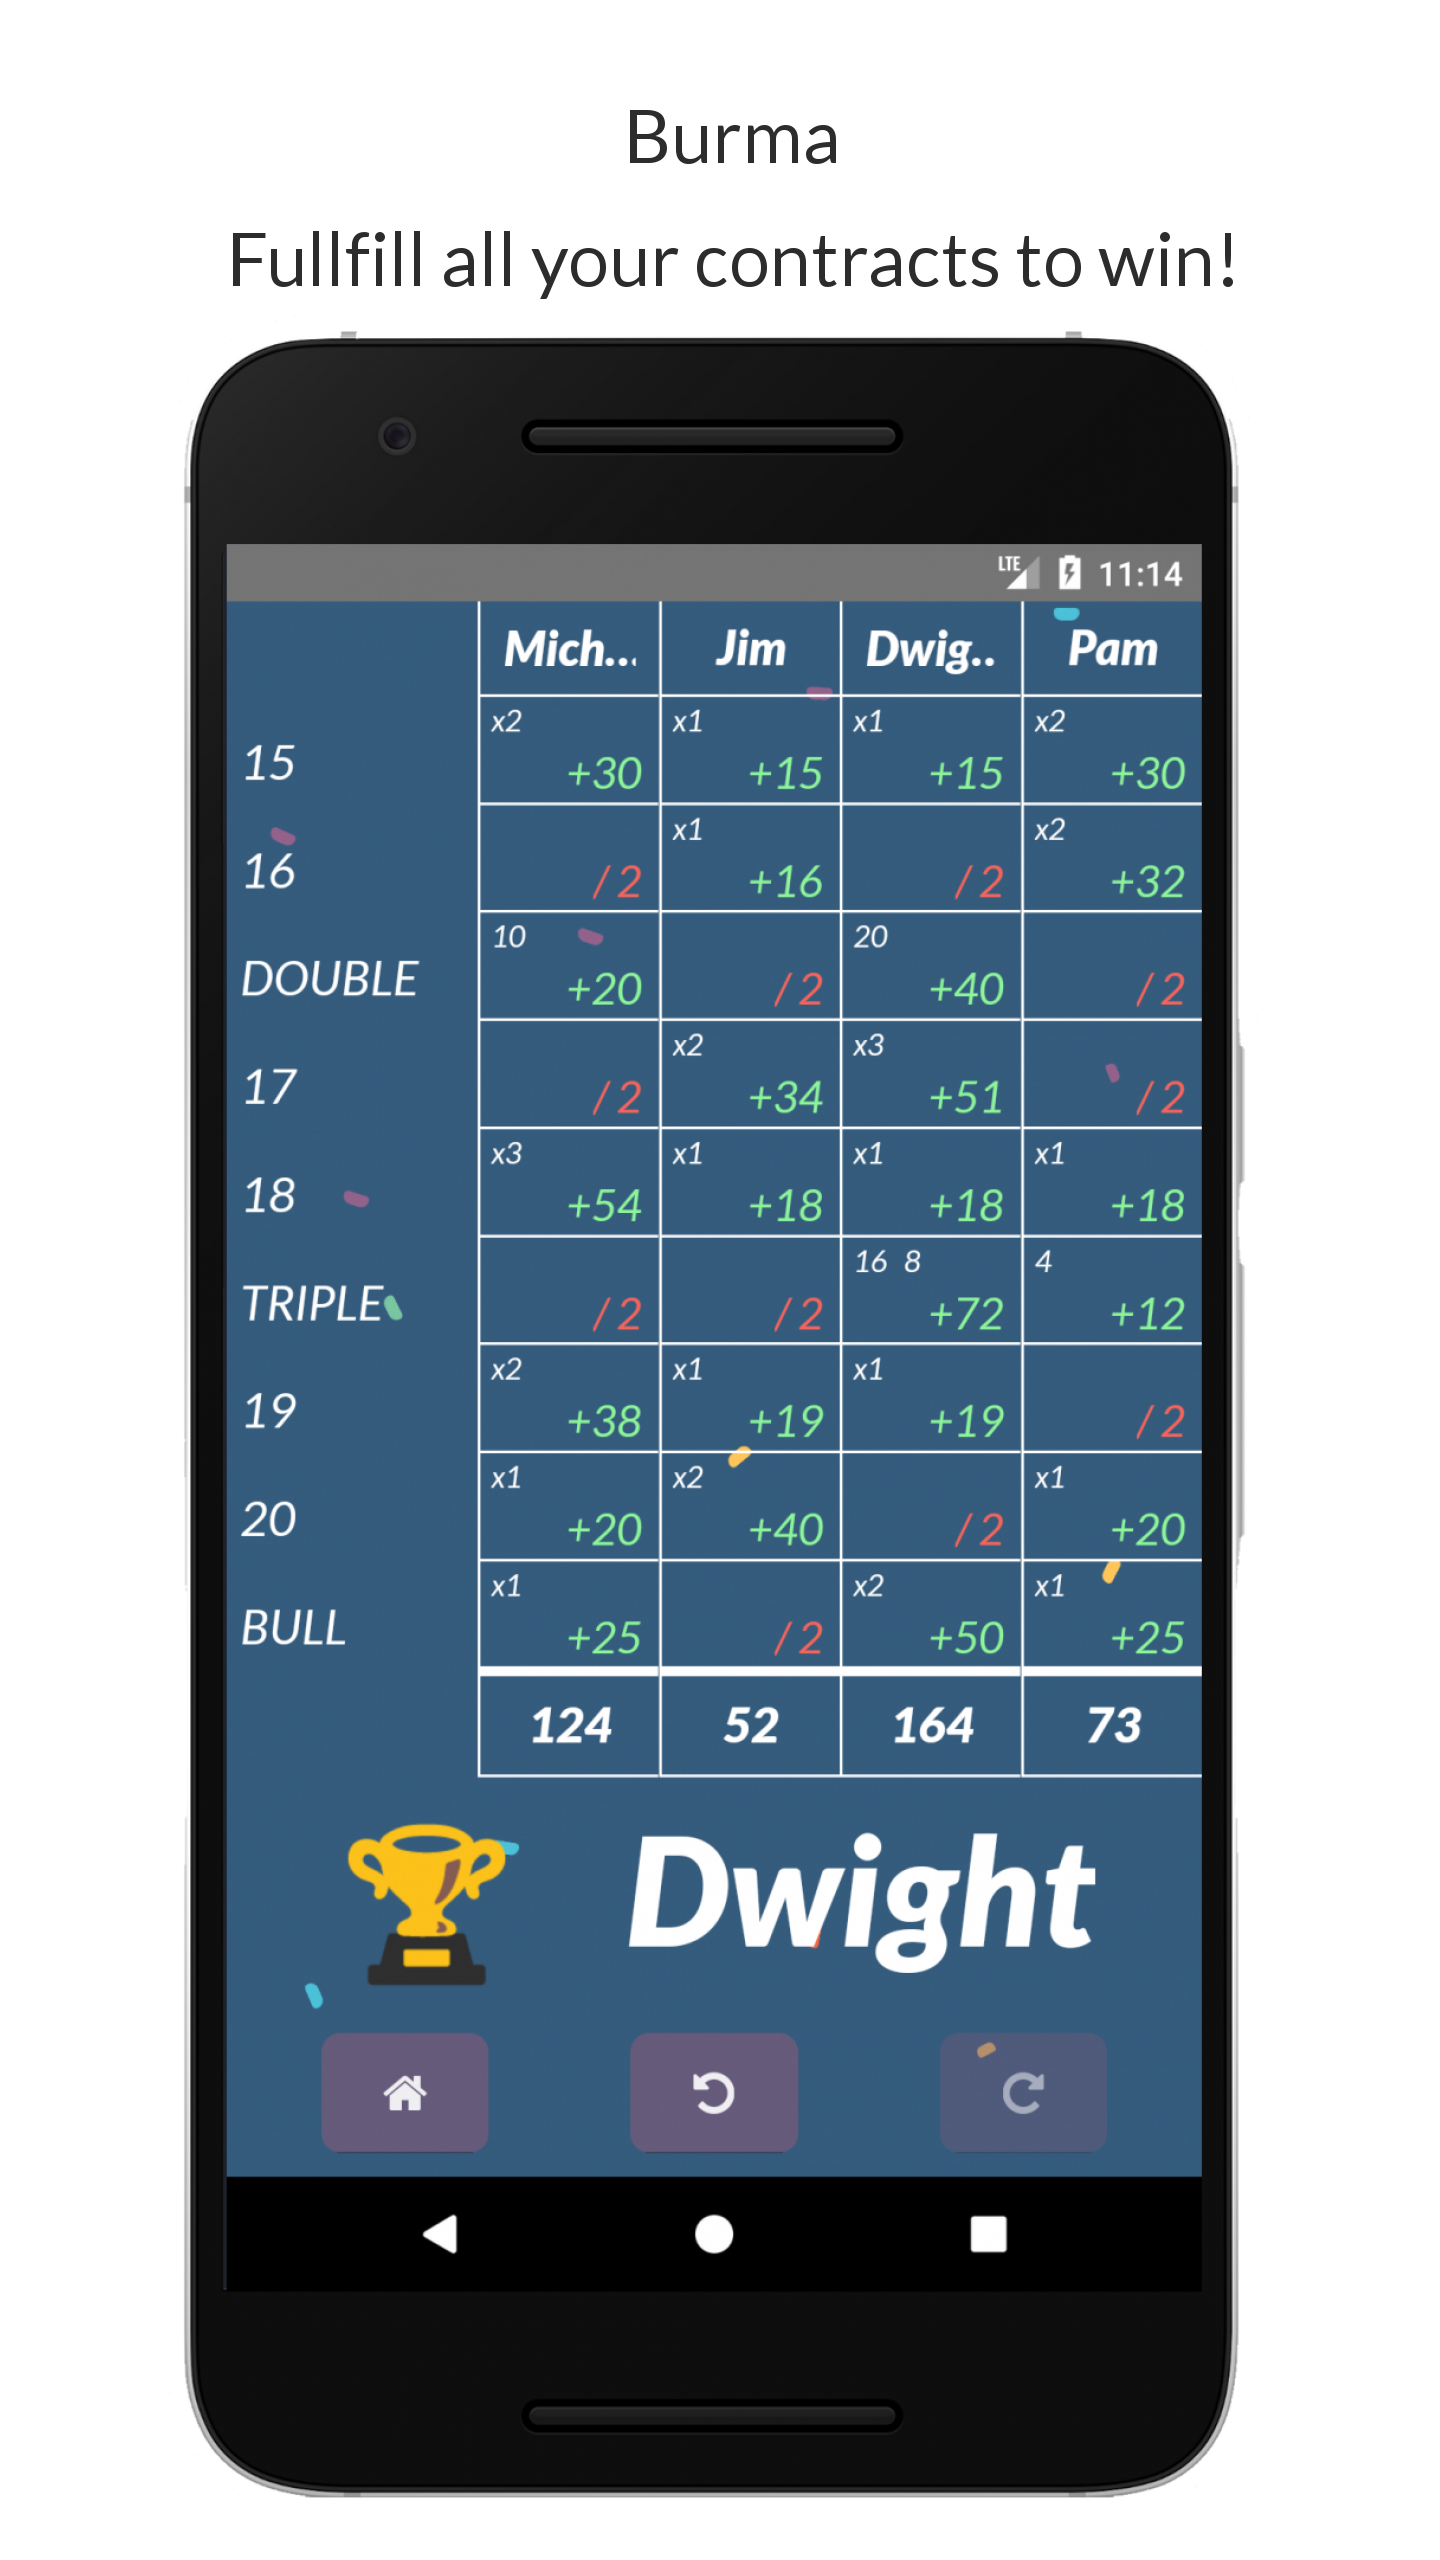 Burma
Fullfill all your contracts to win!
LTE 11:14
Mich... Jim Dwig.. Pam
15 x2 +30 x1 +15 x1 +15 x2 +30
16 / 2 x1 +16 / 2 x2 +32
DOUBLE 10 +20 / 2 20 +40 / 2
17 / 2 x2 +34 x3 +51 / 2
18 x3 +54 x1 +18 x1 +18 x1 +18
TRIPLE / 2 / 2 16 8 +72 4 +12
19 x2 +38 x1 +19 x1 +19 / 2
20 x1 +20 x2 +40 / 2 x1 +20
BULL x1 +25 / 2 x2 +50 x1 +25
124 52 164 73
Dwight